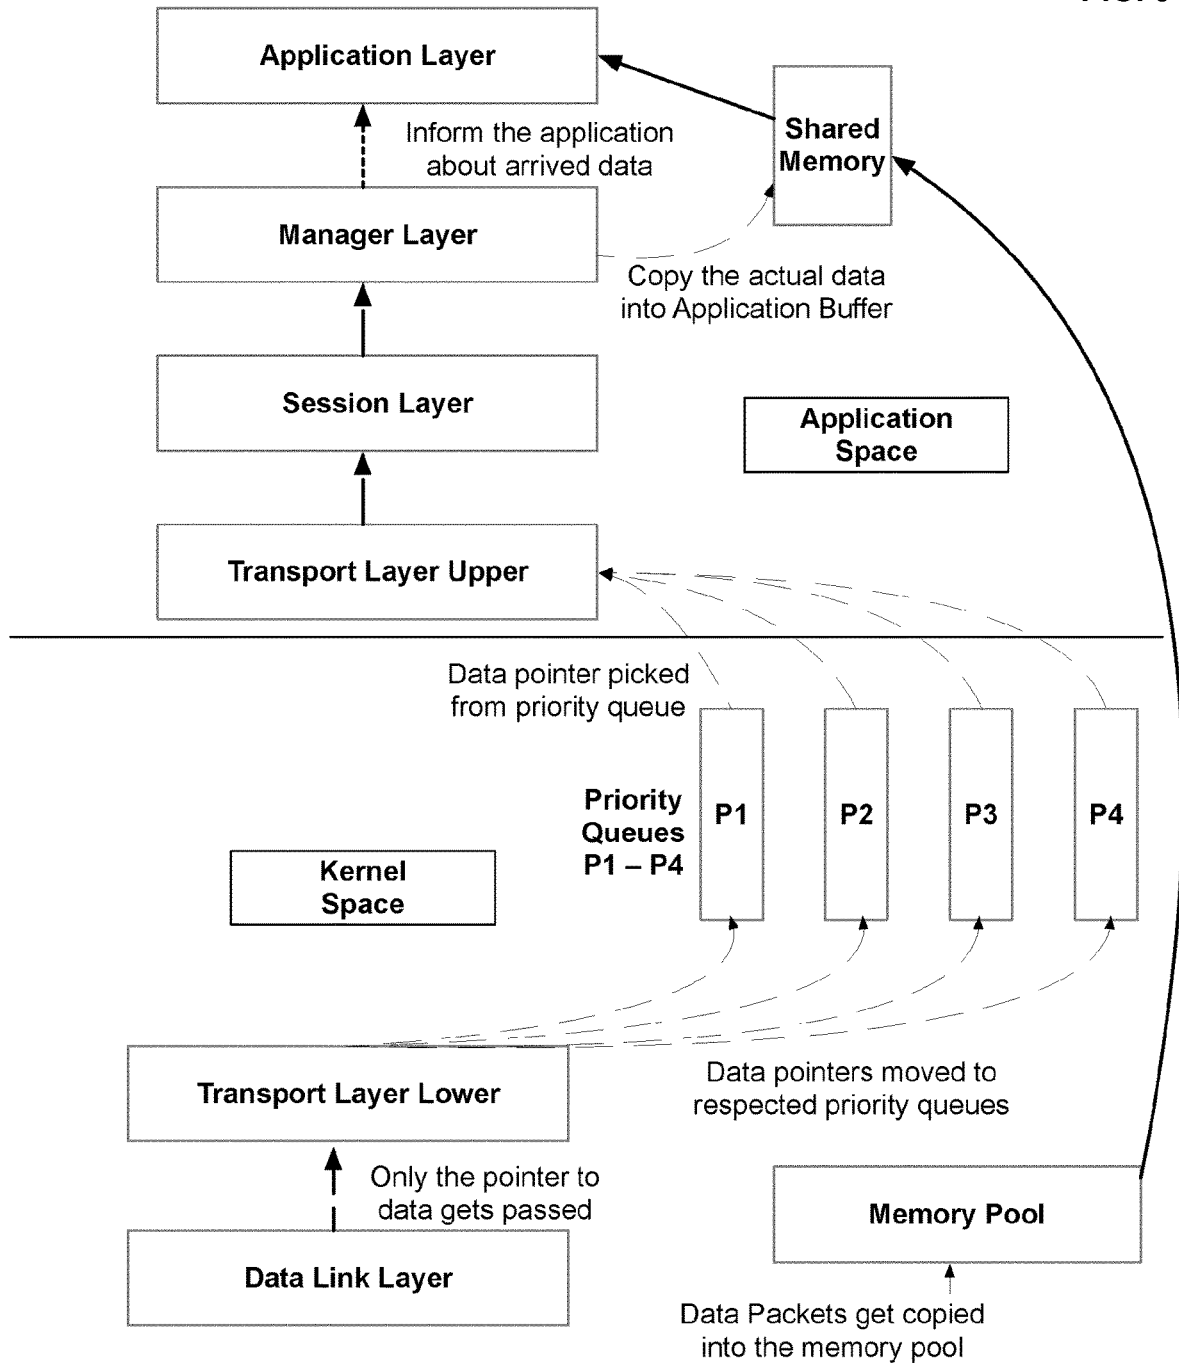 Application Layer
Inform the application
about arrived data
Shared
Memory
Manager Layer
Copy the actual data
into Application Buffer
Session Layer
Application
Space
Transport Layer Upper
Data pointer picked
from priority queue
Priority
Queues
P1 – P4
P1
P2
P3
P4
Kernel
Space
Transport Layer Lower
Data pointers moved to
respected priority queues
Only the pointer to
data gets passed
Memory Pool
Data Link Layer
Data Packets get copied
into the memory pool